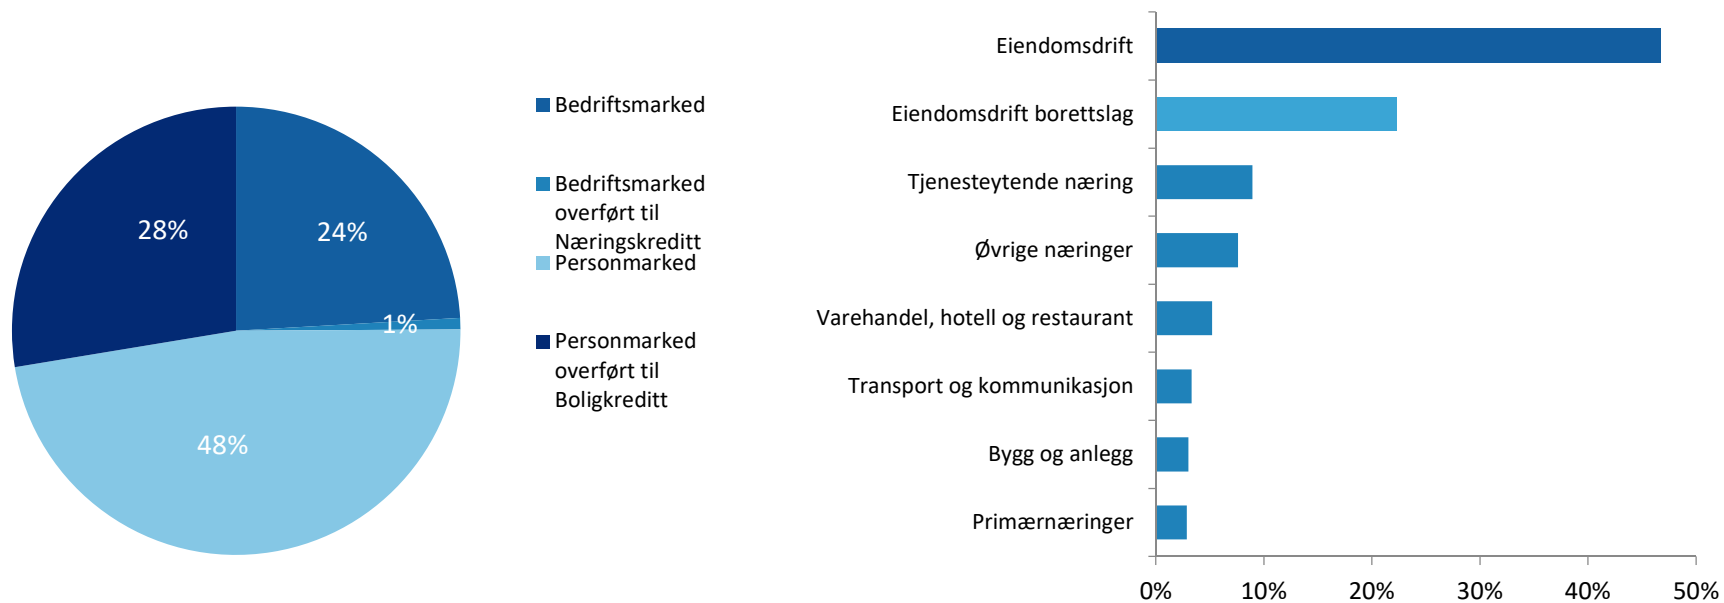 28%
24%
1%
48%
Bedriftsmarked
Bedriftsmarked
overført til
Næringskreditt
Personmarked
Personmarked
overført til
Boligkreditt
Eiendomsdrift
Eiendomsdrift borettslag
Tjenesteytende næring
Øvrige næringer
Varehandel, hotell og restaurant
Transport og kommunikasjon
Bygg og anlegg
Primærnæringer
0% 10% 20% 30% 40% 50%